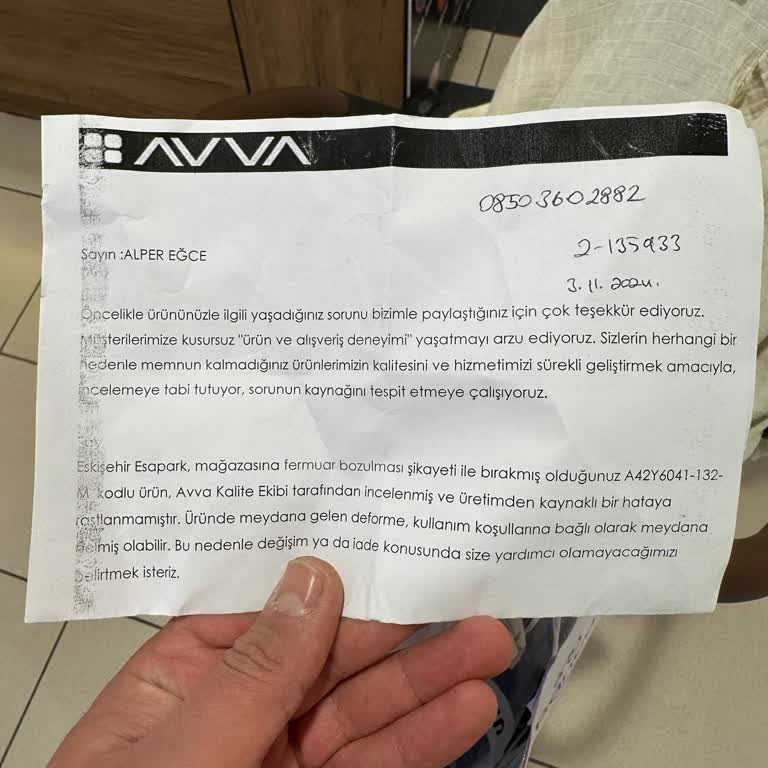 AVVA
08503602882
2-135933
3.11.2024.
Sayın :ALPER EĞCE
Öncelikle ürününüzle ilgili yaşadığınız sorunu bizimle paylaştığınız için çok teşekkür ediyoruz.
Müşterilerimize kusursuz "ürün ve alışveriş deneyimi" yaşatmayı arzu ediyoruz. Sizlerin herhangi bir
nedenle memnun kalmadığınız ürünlerimizin kalitesini ve hizmetimizi sürekli geliştirmek amacıyla,
incelemeye tabi tutuyor, sorunun kaynağını tespit etmeye çalışıyoruz.
Eskişehir Esapark, mağazasına fermuar bozulması şikayeti ile bırakmış olduğunuz A42Y6041-132-
M kodlu ürün, Avva Kalite Ekibi tarafından incelenmiş ve üretimden kaynaklı bir hataya
rastlanmamıştır. Üründe meydana gelen deforme, kullanım koşullarına bağlı olarak meydana
gelmiş olabilir. Bu nedenle değişim ya da iade konusunda size yardımcı olamayacağımızı
belirtmek isteriz.